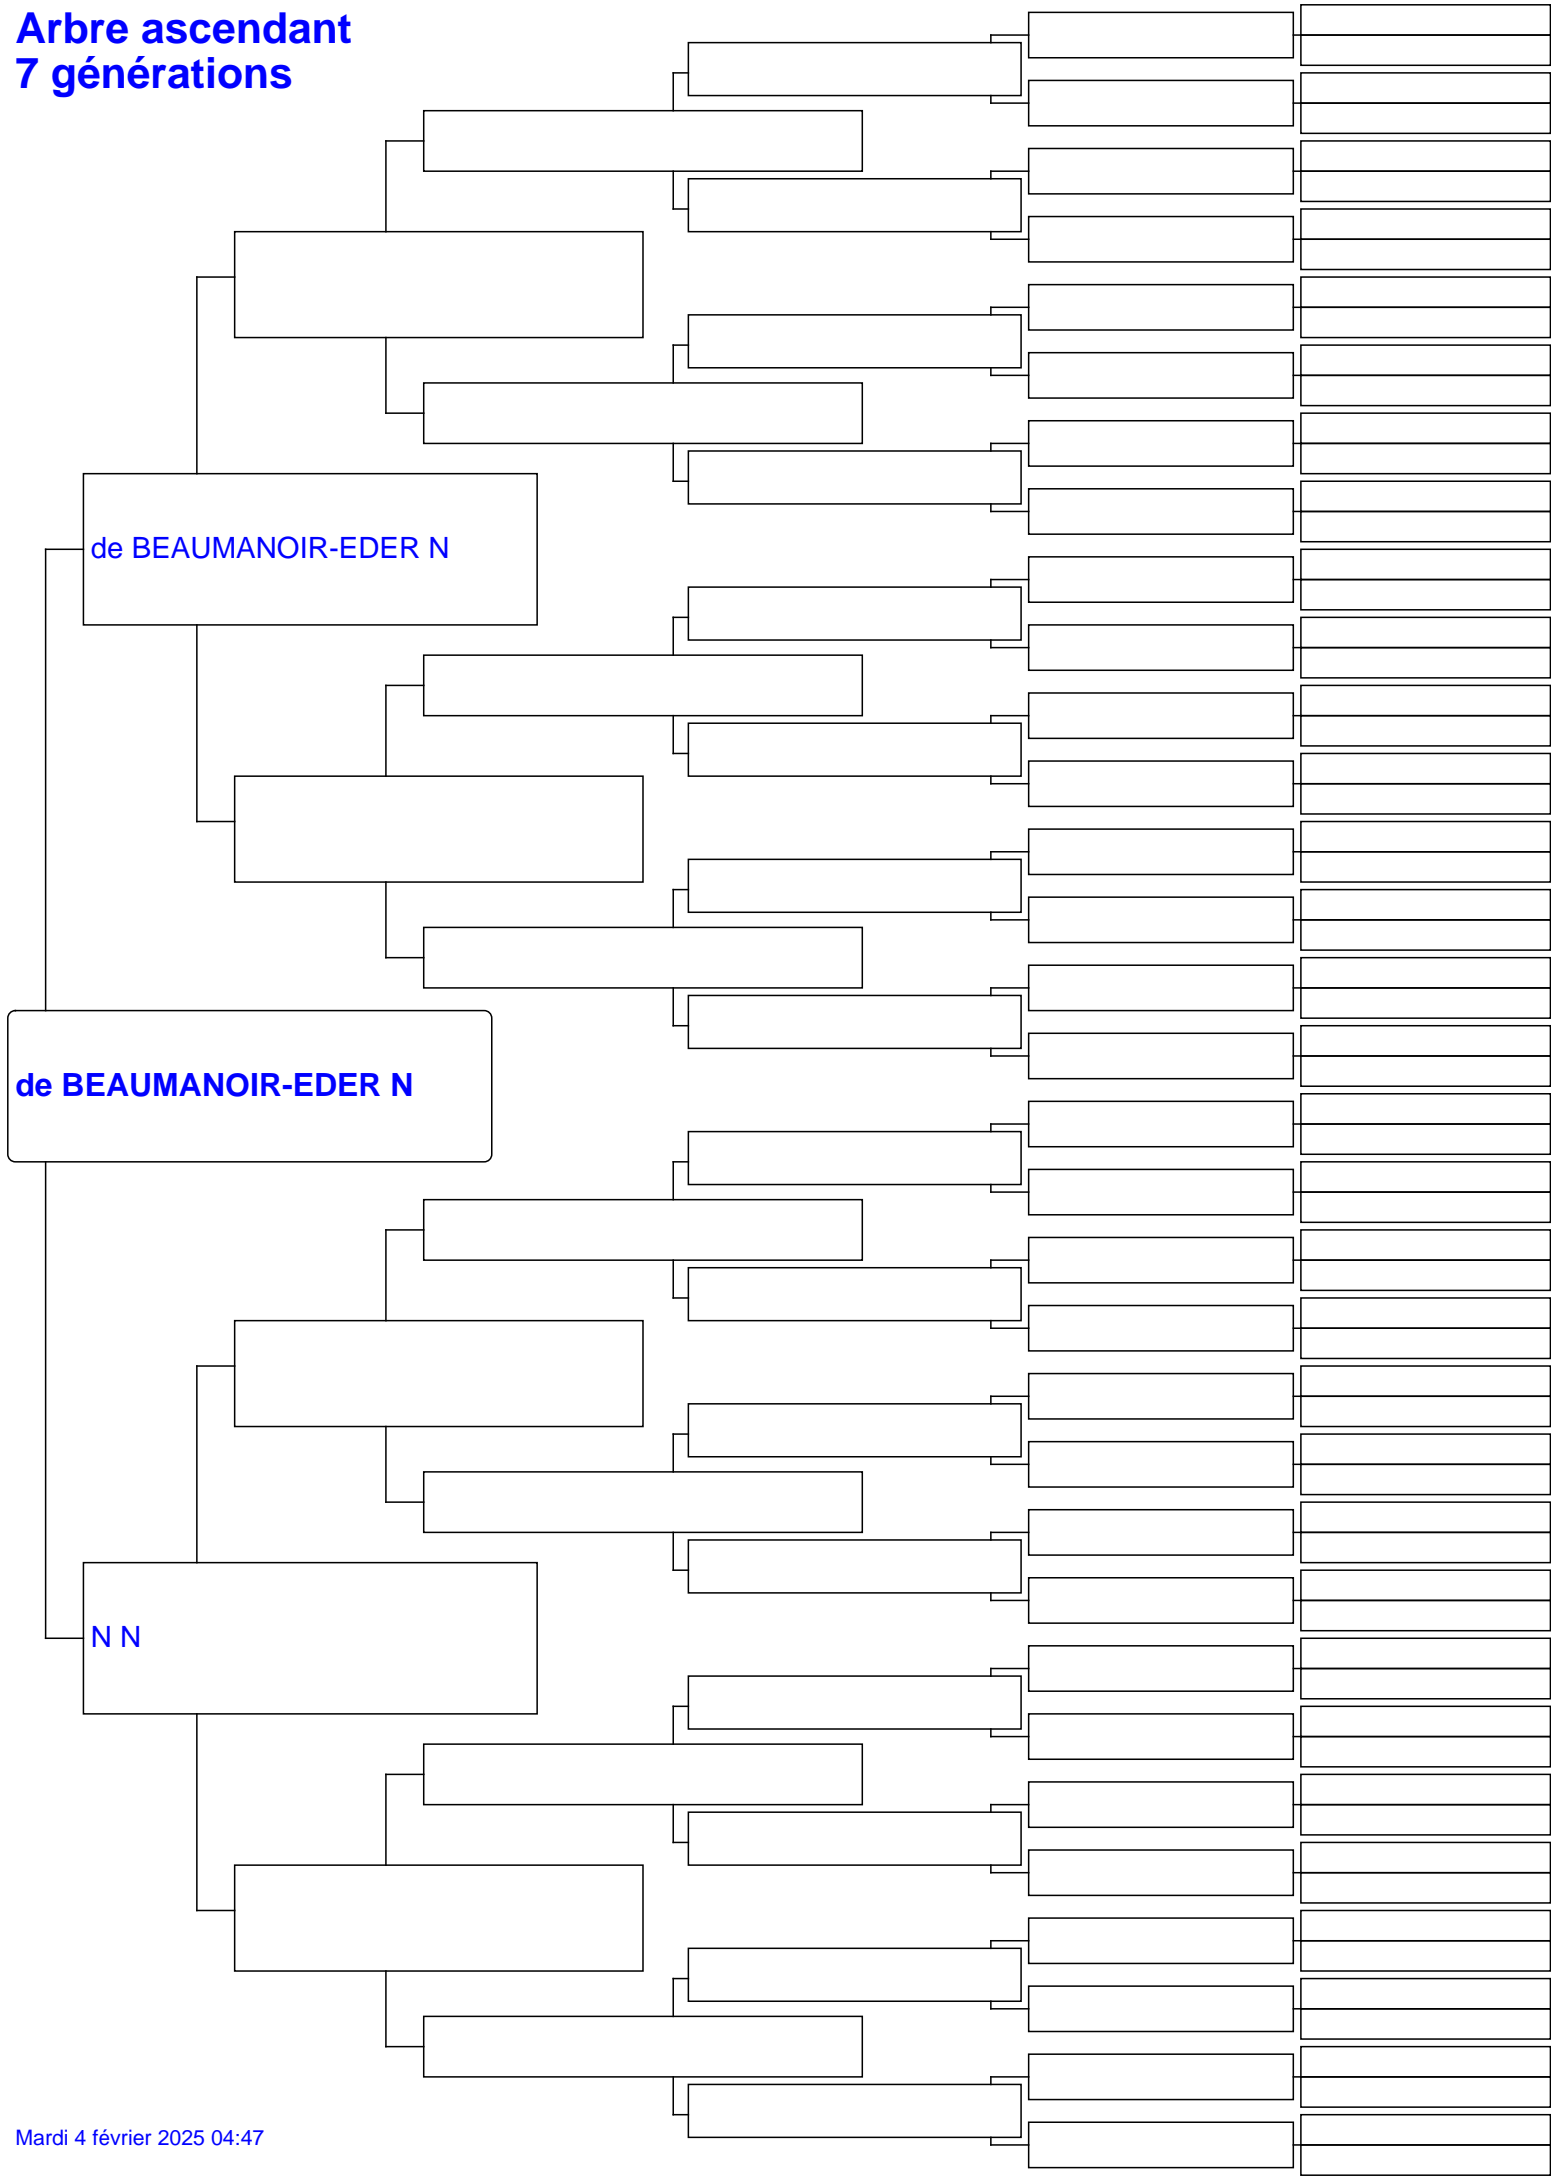 Arbre ascendant
7 générations
de BEAUMANOIR-EDER N
de BEAUMANOIR-EDER N
N N
Mardi 4 février 2025 04:47